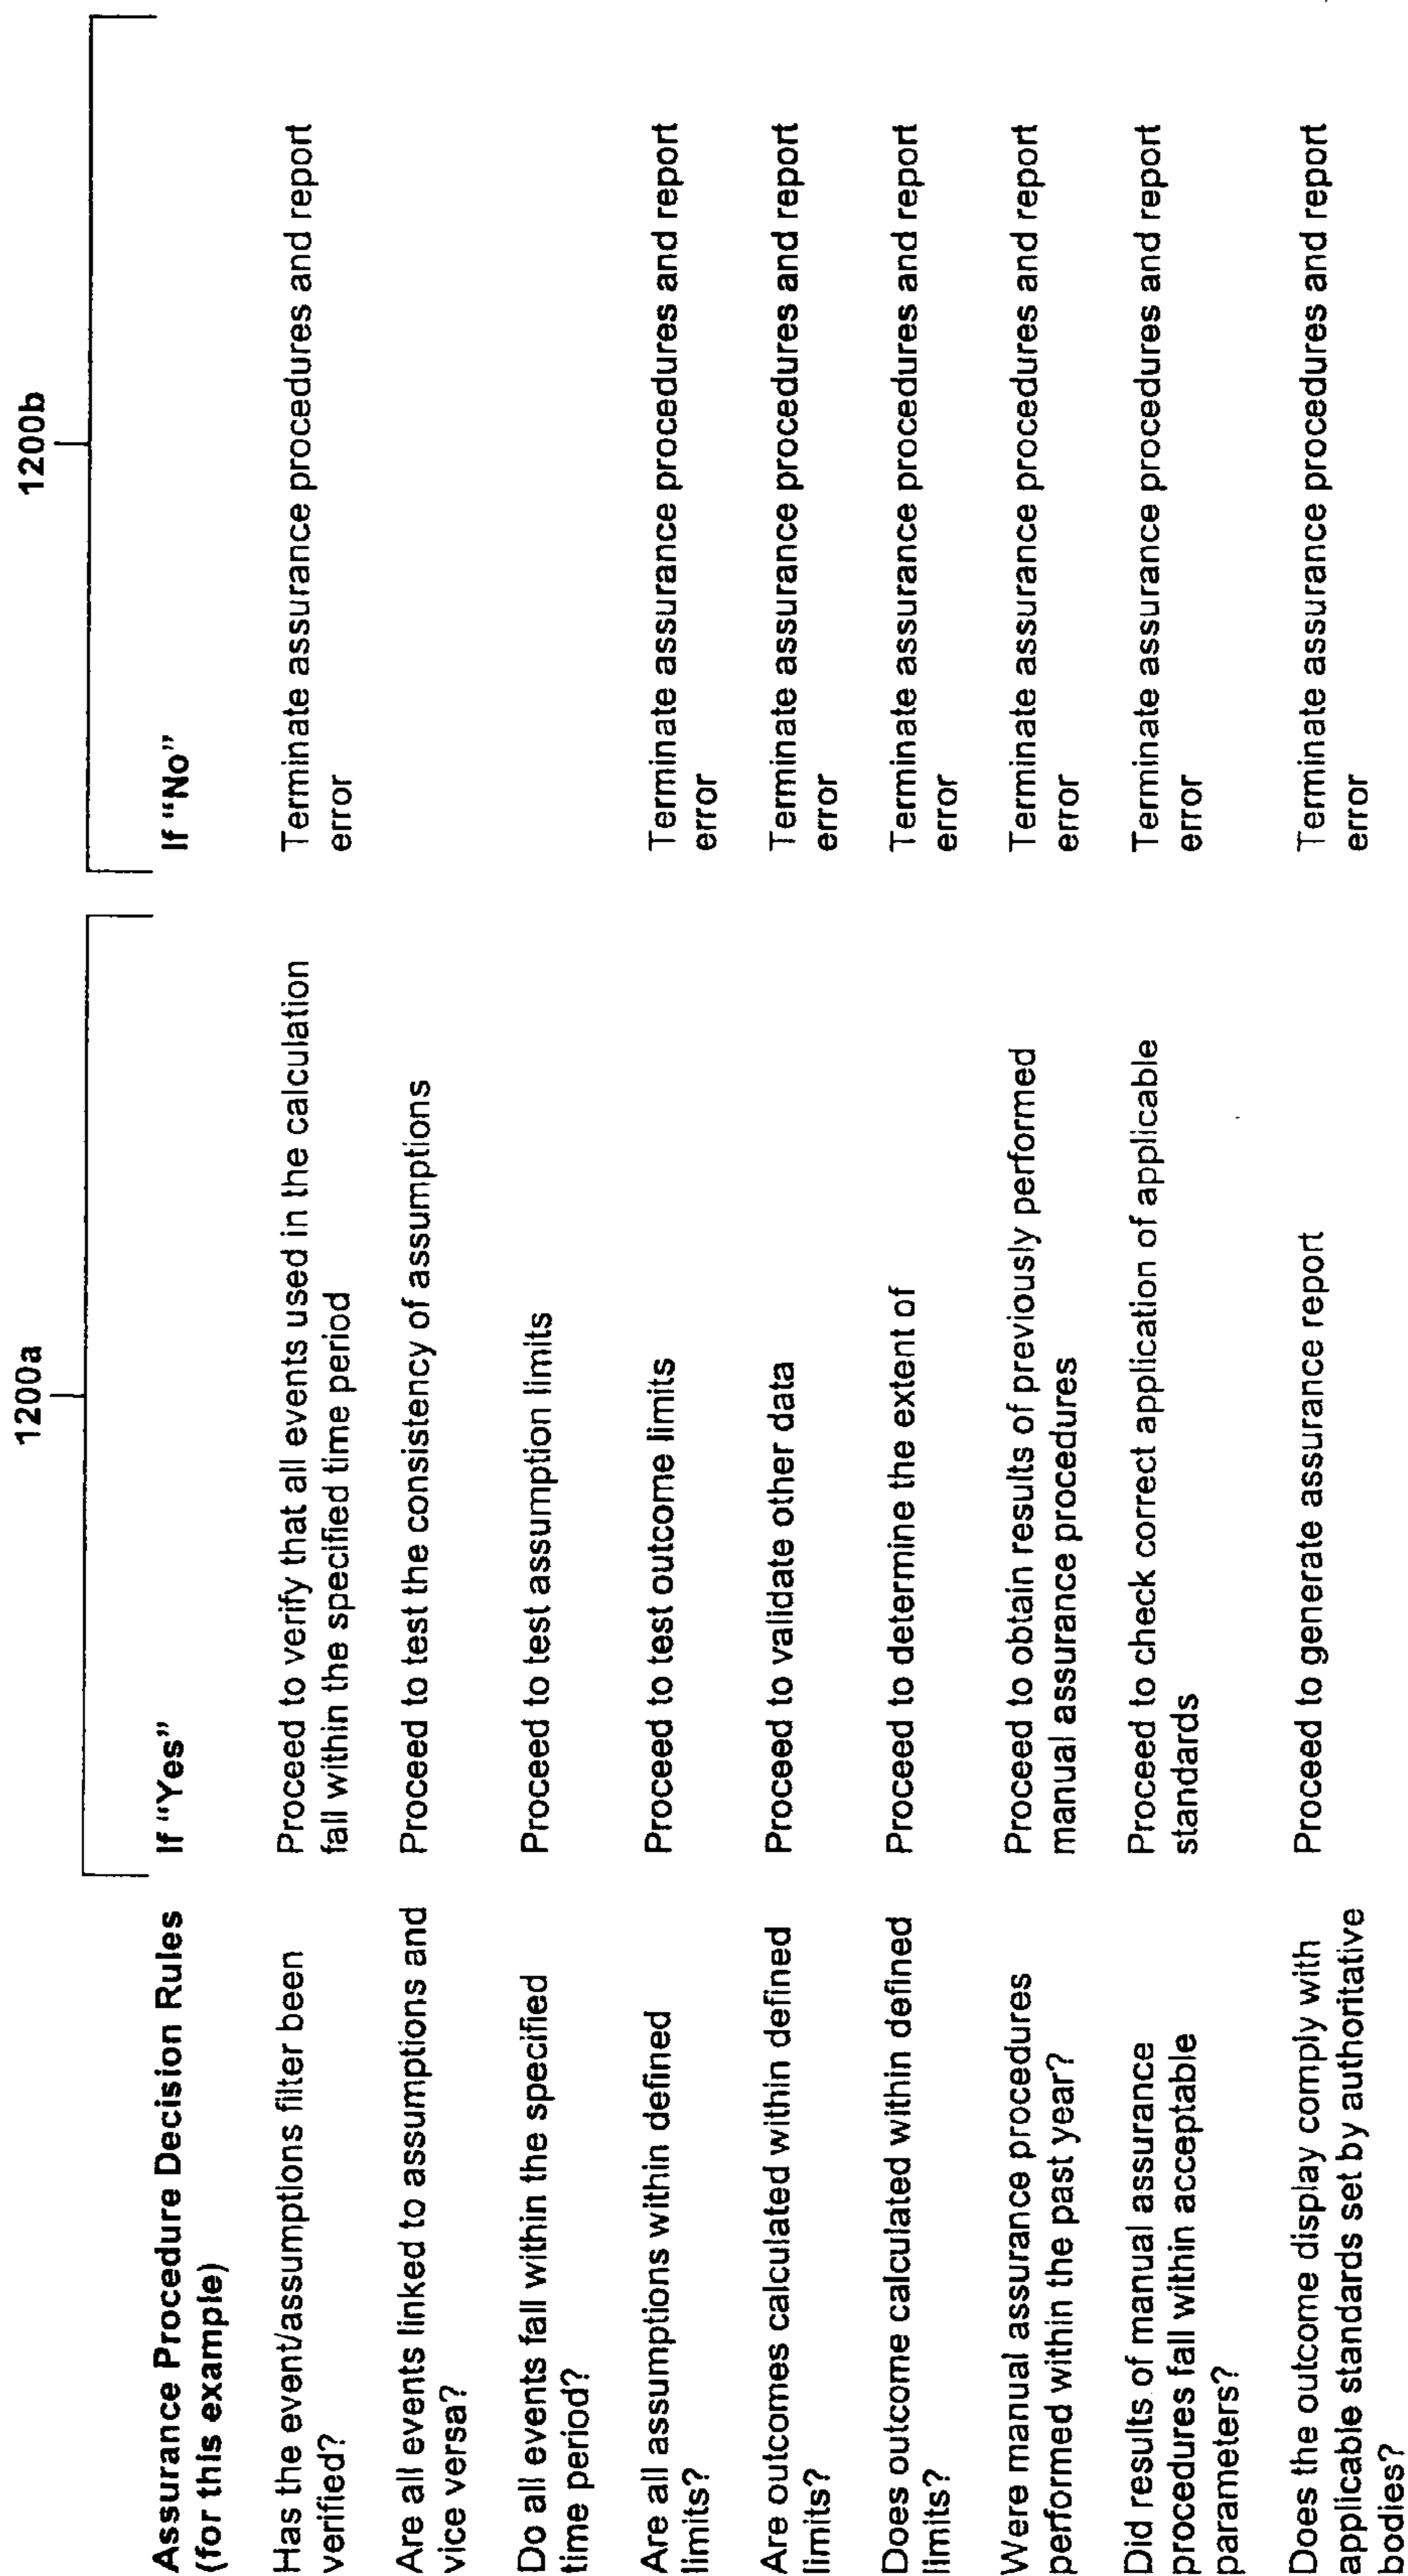 1200a
1200b
Assurance Procedure Decision Rules
(for this example)
If “Yes”
If “No”
Has the event/assumptions filter been
verified?
Proceed to verify that all events used in the calculation
fall within the specified time period
Terminate assurance procedures and report
error
Are all events linked to assumptions and
vice versa?
Proceed to test the consistency of assumptions
Do all events fall within the specified
time period?
Proceed to test assumption limits
Are all assumptions within defined
limits?
Proceed to test outcome limits
Terminate assurance procedures and report
error
Are outcomes calculated within defined
limits?
Proceed to validate other data
Terminate assurance procedures and report
error
Does outcome calculated within defined
limits?
Proceed to determine the extent of
Terminate assurance procedures and report
error
Were manual assurance procedures
performed within the past year?
Proceed to obtain results of previously performed
manual assurance procedures
Terminate assurance procedures and report
error
Did results of manual assurance
procedures fall within acceptable
parameters?
Proceed to check correct application of applicable
standards
Terminate assurance procedures and report
error
Does the outcome display comply with
applicable standards set by authoritative
bodies?
Proceed to generate assurance report
Terminate assurance procedures and report
error